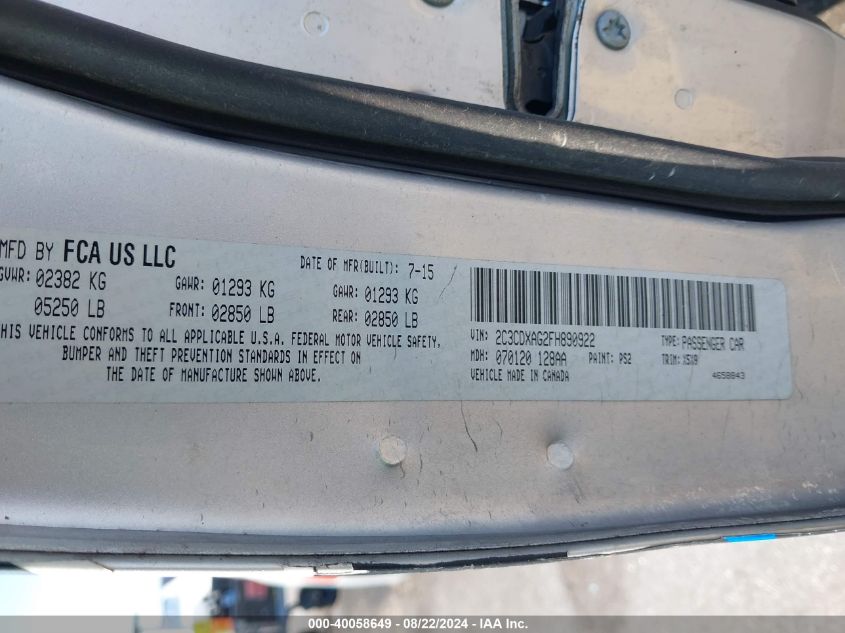 MFD BY FCA US LLC
DATE OF MFR(BUILT): 7-15
GVWR: 02382 KG
05250 LB
GAWR: 01293 KG
FRONT: 02850 LB
GAWR: 01293 KG
REAR: 02850 LB
THIS VEHICLE CONFORMS TO ALL APPLICABLE U.S.A. FEDERAL MOTOR VEHICLE SAFETY,
BUMPER AND THEFT PREVENTION STANDARDS IN EFFECT ON
THE DATE OF MANUFACTURE SHOWN ABOVE.
VIN: 2C3CDXAG2FH890922
TYPE: PASSENGER CAR
MDH: 070120 128AA
PAINT: PS2
TRIM: X5I9
VEHICLE MADE IN CANADA
4658843
000-40058649 - 08/22/2024 - IAA Inc.